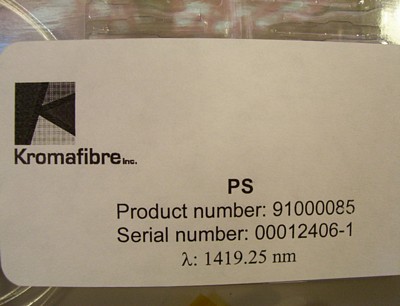 Kromafibre Inc.
PS
Product number: 91000085
Serial number: 00012406-1
λ: 1419.25 nm